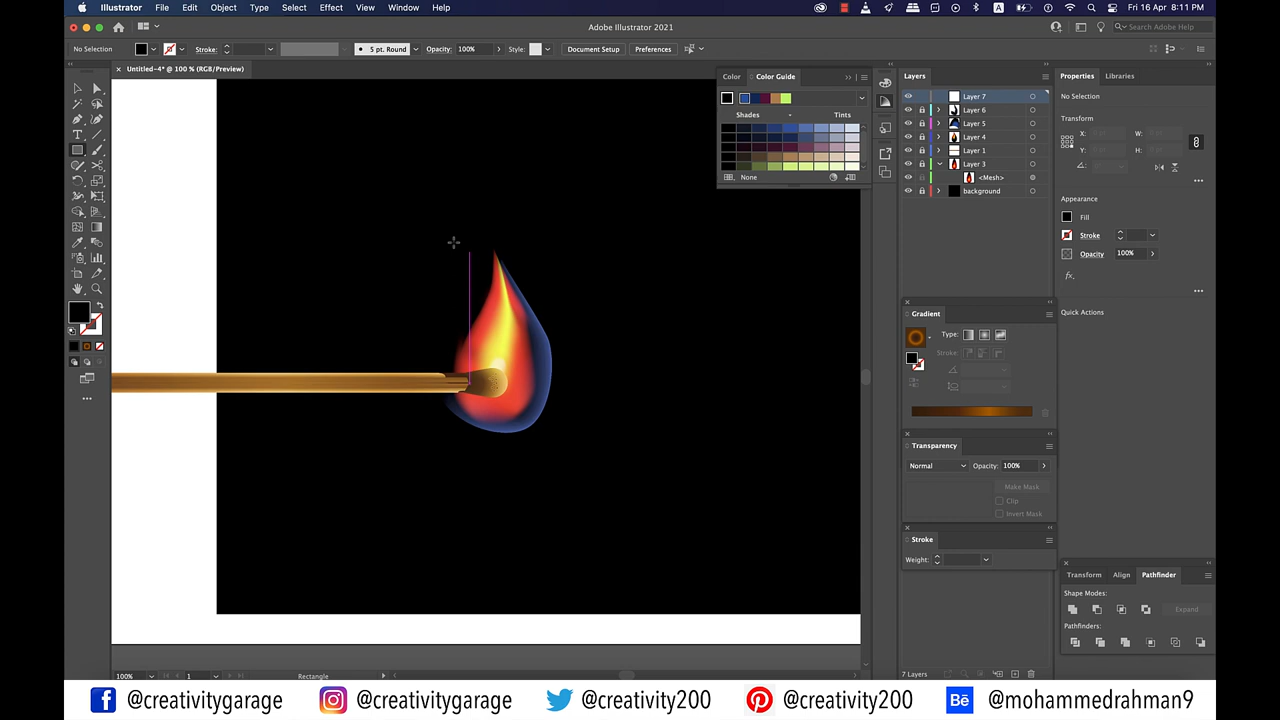 Illustrator File Edit Object Type Select Effect View Window Help
A
Fri 16 Apr 8:11 PM
Adobe Illustrator 2021
Search Adobe Help
No Selection
Stroke:
5 pt. Round
Opacity: 100%
Style:
Document Setup
Preferences
× Untitled-4* @ 100 % (RGB/Preview)
Color
Color Guide
Shades
Tints
None
Layers
Layer 7
Layer 6
Layer 5
Layer 4
Layer 1
Layer 3
<Mesh>
background
7 Layers
Properties
Libraries
No Selection
Transform
X:
W:
Y:
H:
Appearance
Fill
Stroke
Opacity
100%
fx
Quick Actions
Gradient
Type:
Stroke:
Transparency
Normal
Opacity: 100%
Make Mask
Clip
Invert Mask
Stroke
Weight:
Transform
Align
Pathfinder
Shape Modes:
Expand
Pathfinders:
100%
1
Rectangle
@creativitygarage
@creativitygarage
@creativity200
@creativity200
Bē @mohammedrahman9